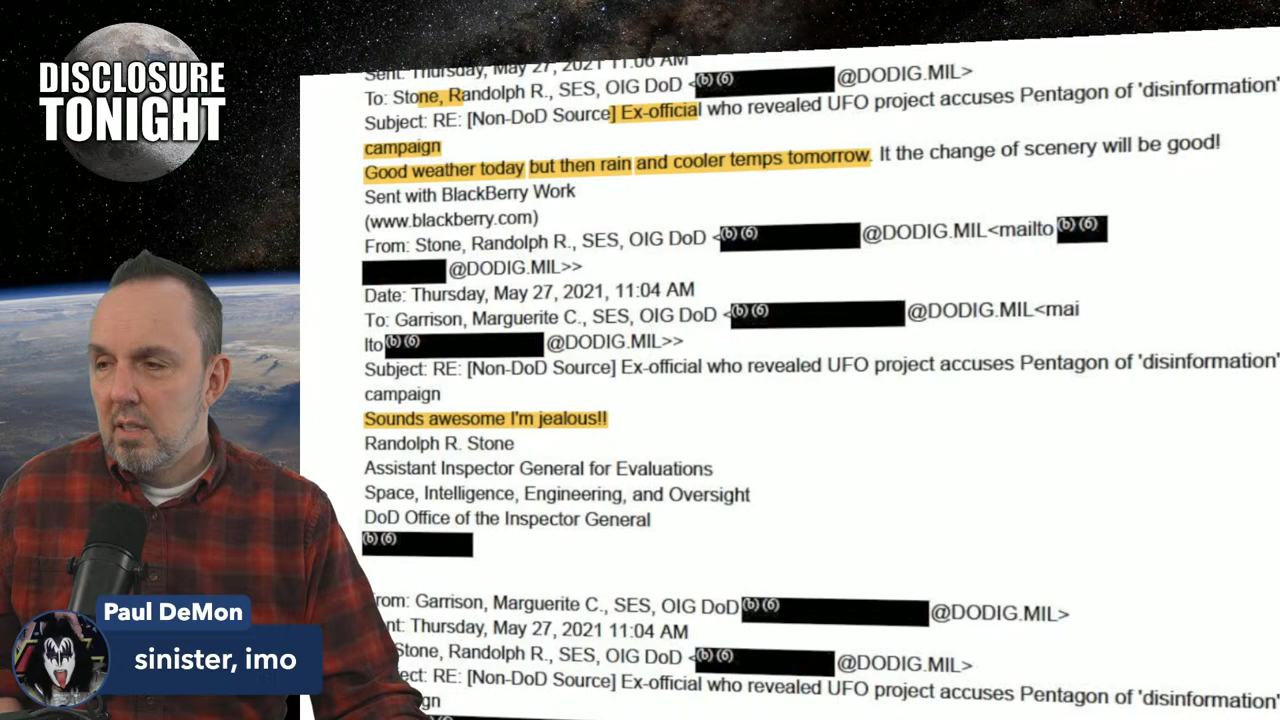 DISCLOSURE
TONIGHT
Sent: Thursday, May 27, 2021 11:06 AM
To: Stone, Randolph R., SES, OIG DoD <(b) (6) @DODIG.MIL>
Subject: RE: [Non-DoD Source] Ex-official who revealed UFO project accuses Pentagon of 'disinformation'
campaign
Good weather today but then rain and cooler temps tomorrow. It the change of scenery will be good!
Sent with BlackBerry Work
(www.blackberry.com)
From: Stone, Randolph R., SES, OIG DoD <(b) (6) @DODIG.MIL<mailto (b) (6)
@DODIG.MIL>>
Date: Thursday, May 27, 2021, 11:04 AM
To: Garrison, Marguerite C., SES, OIG DoD <(b) (6) @DODIG.MIL<mai
lto (b) (6) @DODIG.MIL>>
Subject: RE: [Non-DoD Source] Ex-official who revealed UFO project accuses Pentagon of 'disinformation'
campaign
Sounds awesome I'm jealous!!
Randolph R. Stone
Assistant Inspector General for Evaluations
Space, Intelligence, Engineering, and Oversight
DoD Office of the Inspector General
(b) (6)
rom: Garrison, Marguerite C., SES, OIG DoD (b) (6) @DODIG.MIL>
nt: Thursday, May 27, 2021 11:04 AM
Stone, Randolph R., SES, OIG DoD <(b) (6) @DODIG.MIL>
ect: RE: [Non-DoD Source] Ex-official who revealed UFO project accuses Pentagon of 'disinformation'
gn
Paul DeMon
sinister, imo